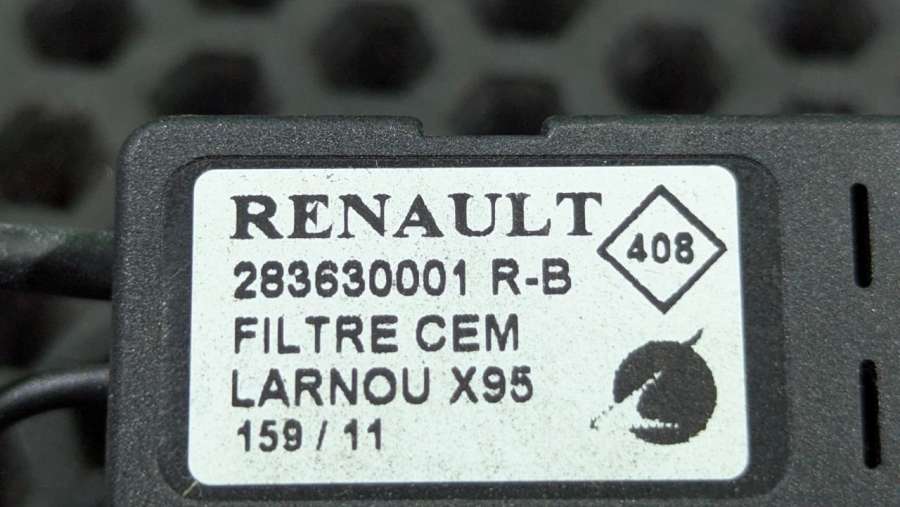 RENAULT
408
283630001 R-B
FILTRE CEM
LARNOU X95
159 / 11